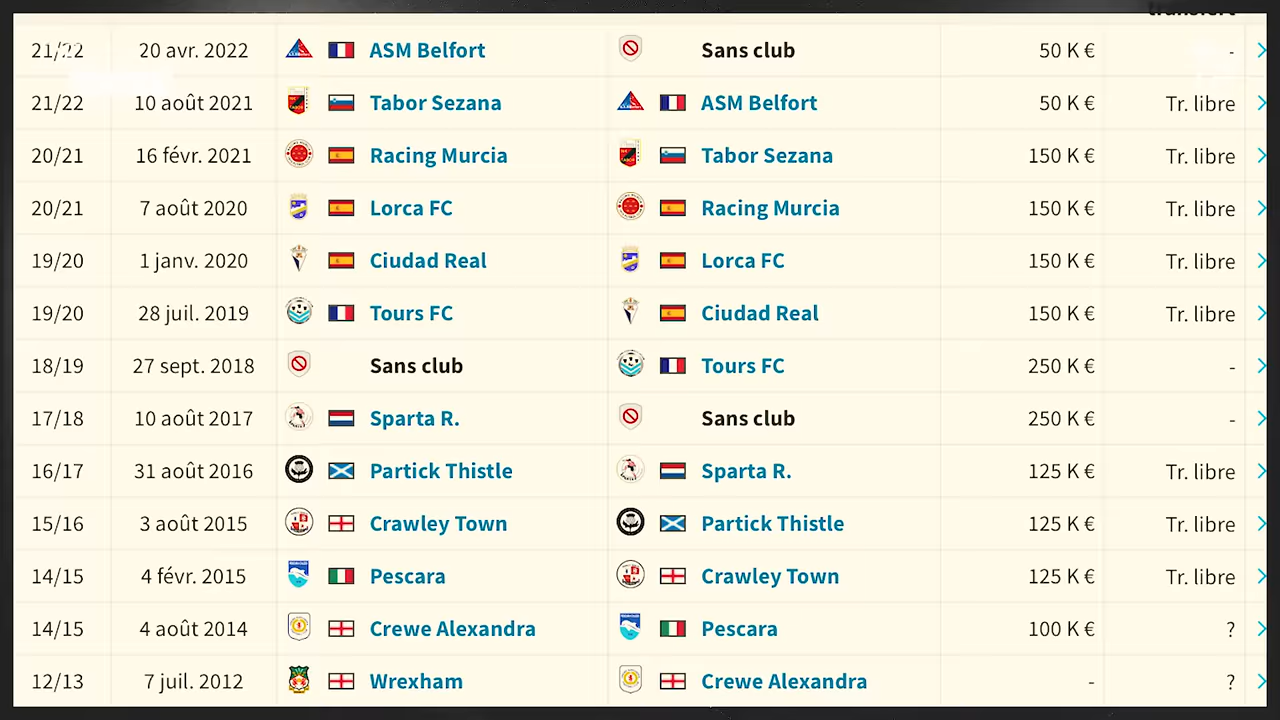 transfert
21/22 20 avr. 2022 ASM Belfort Sans club 50 K € -
21/22 10 août 2021 Tabor Sezana ASM Belfort 50 K € Tr. libre
20/21 16 févr. 2021 Racing Murcia Tabor Sezana 150 K € Tr. libre
20/21 7 août 2020 Lorca FC Racing Murcia 150 K € Tr. libre
19/20 1 janv. 2020 Ciudad Real Lorca FC 150 K € Tr. libre
19/20 28 juil. 2019 Tours FC Ciudad Real 150 K € Tr. libre
18/19 27 sept. 2018 Sans club Tours FC 250 K € -
17/18 10 août 2017 Sparta R. Sans club 250 K € -
16/17 31 août 2016 Partick Thistle Sparta R. 125 K € Tr. libre
15/16 3 août 2015 Crawley Town Partick Thistle 125 K € Tr. libre
14/15 4 févr. 2015 Pescara Crawley Town 125 K € Tr. libre
14/15 4 août 2014 Crewe Alexandra Pescara 100 K € ?
12/13 7 juil. 2012 Wrexham Crewe Alexandra - ?